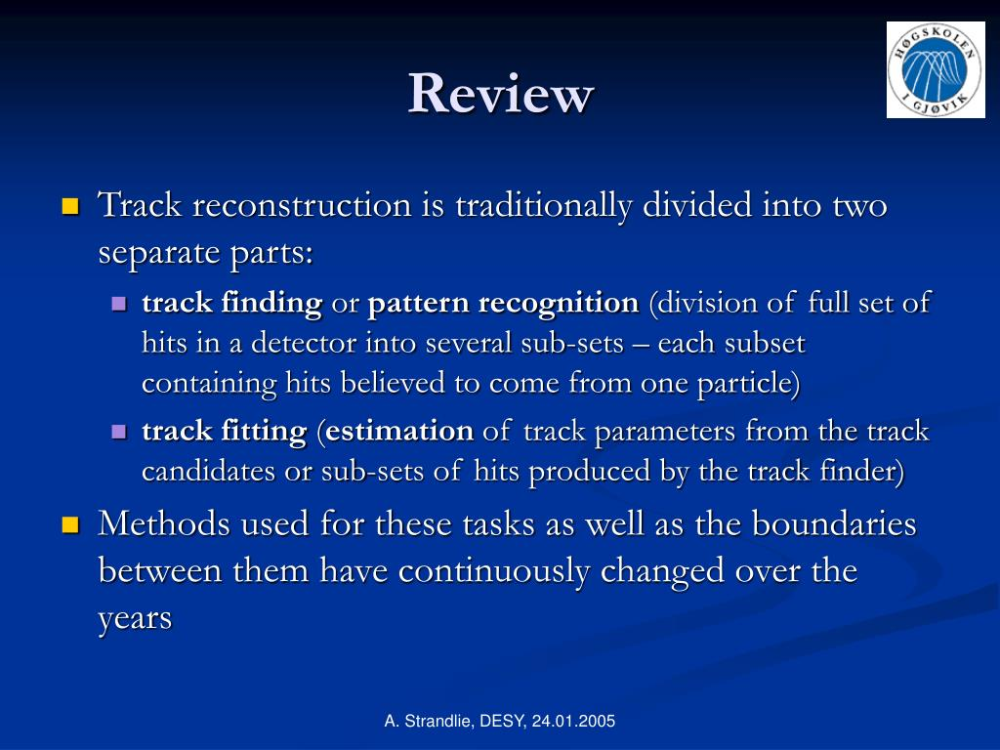 HØGSKOLEN
I GJØVIK
Review
Track reconstruction is traditionally divided into two
separate parts:
track finding or pattern recognition (division of full set of
hits in a detector into several sub-sets – each subset
containing hits believed to come from one particle)
track fitting (estimation of track parameters from the track
candidates or sub-sets of hits produced by the track finder)
Methods used for these tasks as well as the boundaries
between them have continuously changed over the
years
A. Strandlie, DESY, 24.01.2005